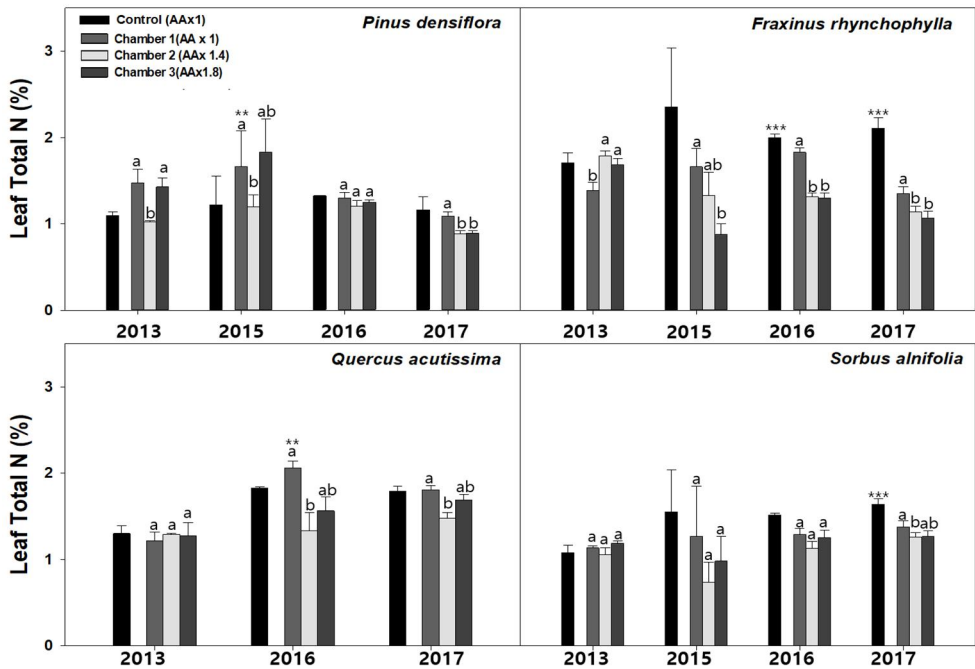 Control (AAx1)
Chamber 1(AA x 1)
Chamber 2 (AAx 1.4)
Chamber 3(AAx1.8)
Pinus densiflora
Leaf Total N (%)
3
2
1
0
a
b
a
**
a
b
ab
a
a
a
a
b
b
2013
2015
2016
2017
Fraxinus rhynchophylla
b
a
a
a
ab
b
***
a
b
b
***
a
b
b
2013
2015
2016
2017
Quercus acutissima
Leaf Total N (%)
3
2
1
0
a
a
a
**
a
b
ab
a
b
ab
2013
2016
2017
Sorbus alnifolia
a
a
a
a
a
a
a
a
a
***
a
b
ab
2013
2015
2016
2017